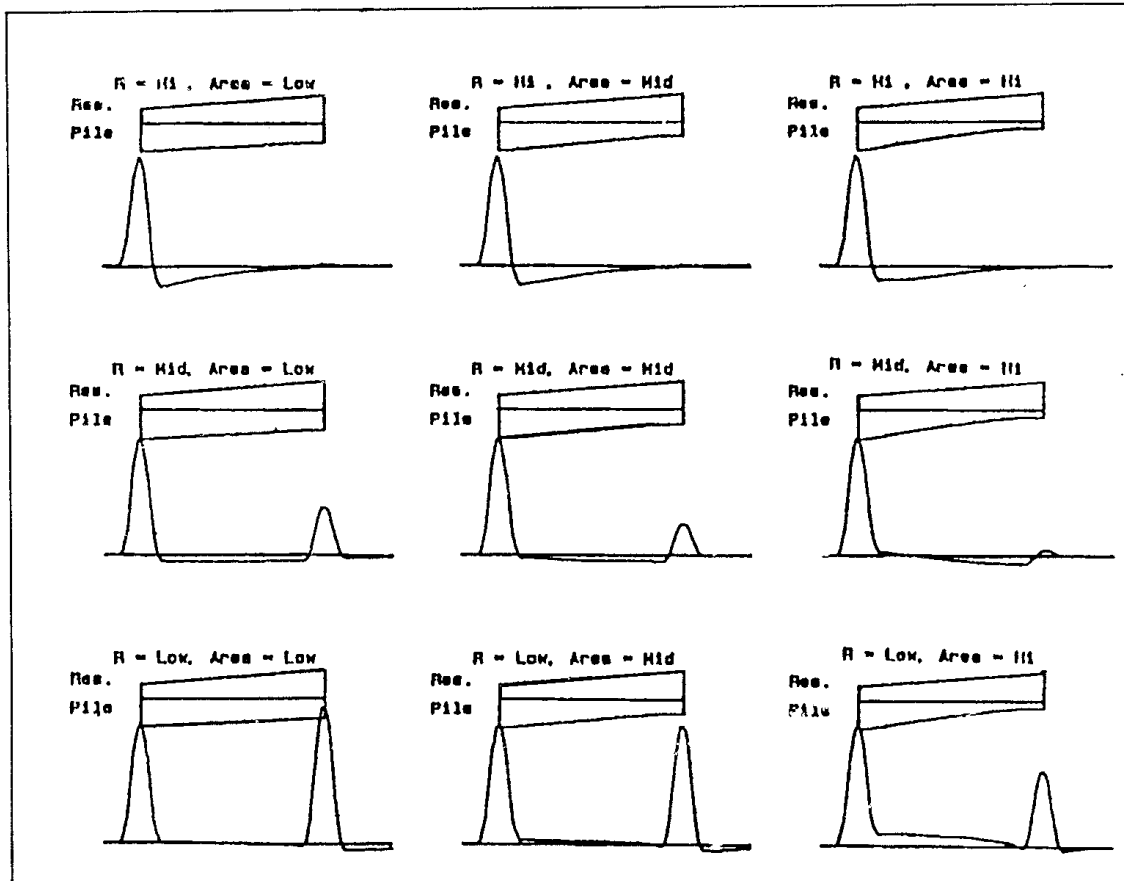 R - Hi , Area - Low
Res.
Pile
R - Hi , Area - Mid
Res.
Pile
R - Hi , Area - Hi
Res.
Pile
R - Mid, Area - Low
Res.
Pile
R - Mid, Area - Mid
Res.
Pile
R - Mid, Area - Hi
Res.
Pile
R - Low, Area - Low
Res.
Pile
R - Low, Area - Mid
Res.
Pile
R - Low, Area - Hi
Res.
Pile